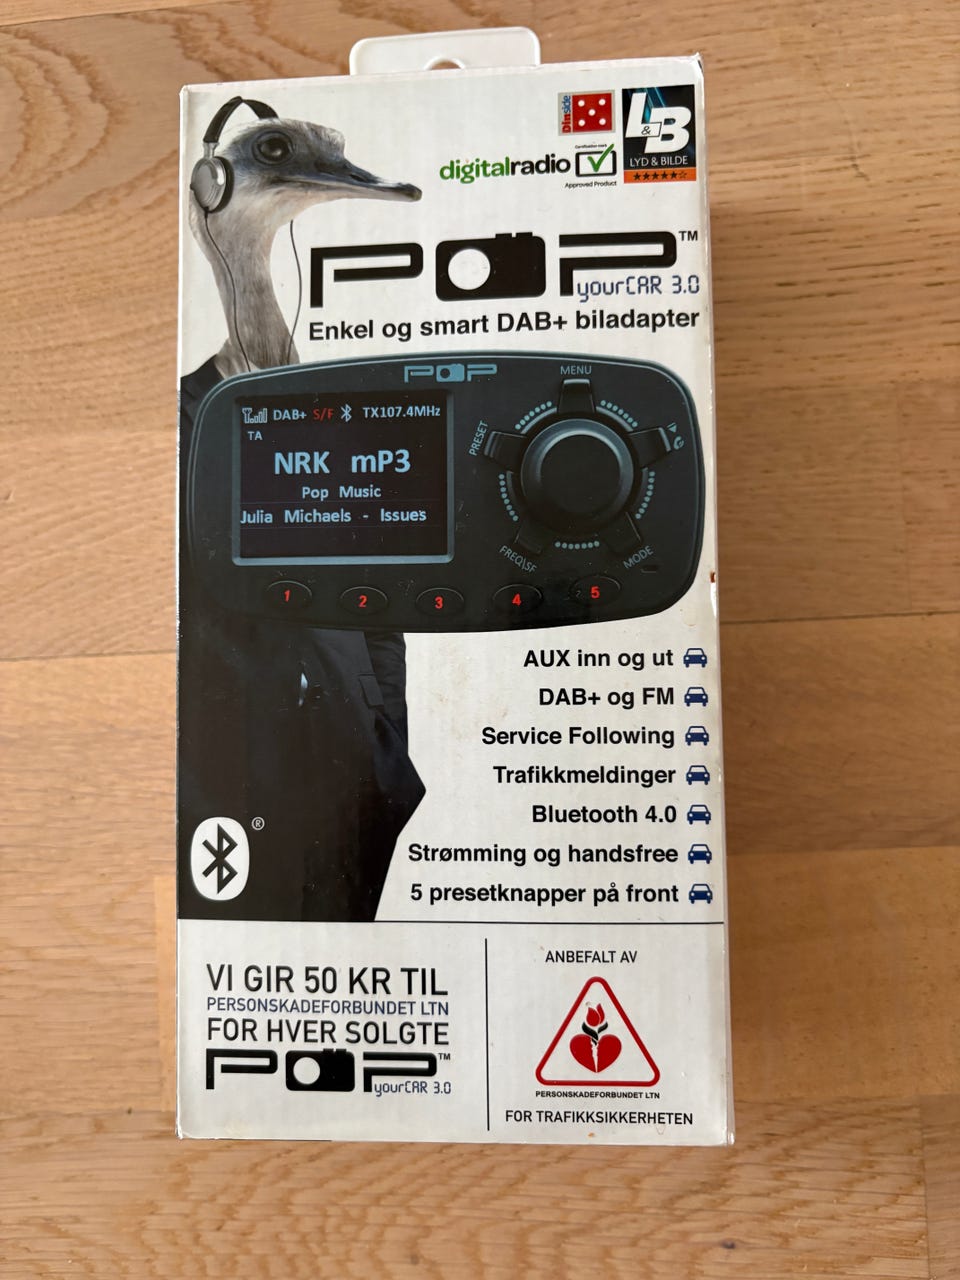 Dinside
L&B
LYD & BILDE
digitalradio
Certification mark
Approved Product
POP™
yourCAR 3.0
Enkel og smart DAB+ biladapter
POP
MENU
DAB+ S/F TX107.4MHz
TA
PRESET
NRK mP3
Pop Music
Julia Michaels - Issues
FREQ\SF
MODE
1 2 3 4 5
AUX inn og ut
DAB+ og FM
Service Following
Trafikkmeldinger
Bluetooth 4.0
®
Strømming og handsfree
5 presetknapper på front
VI GIR 50 KR TIL
PERSONSKADEFORBUNDET LTN
FOR HVER SOLGTE
POP™
yourCAR 3.0
ANBEFALT AV
PERSONSKADEFORBUNDET LTN
FOR TRAFIKKSIKKERHETEN